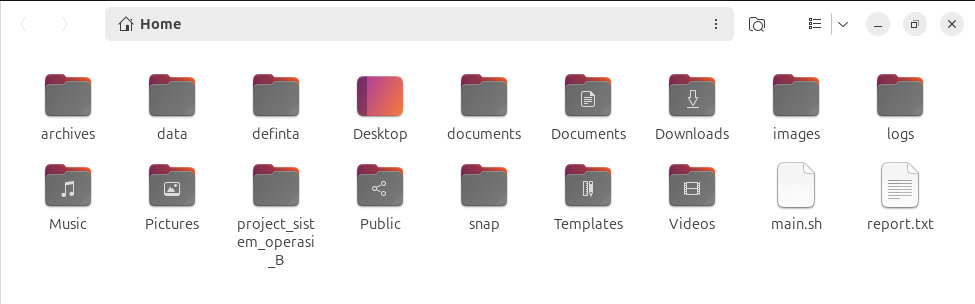 Home
archives
data
definta
Desktop
documents
Documents
Downloads
images
logs
Music
Pictures
project_sist
em_operasi
_B
Public
snap
Templates
Videos
main.sh
report.txt